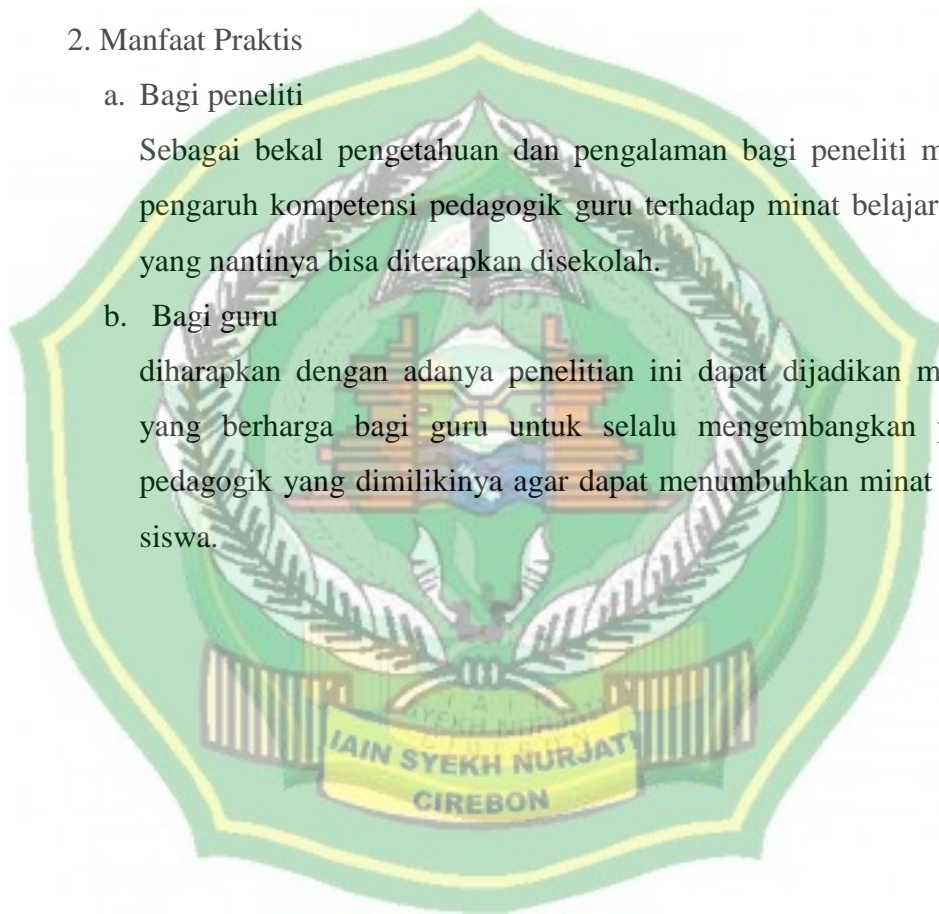 2. Manfaat Praktis
a. Bagi peneliti
Sebagai bekal pengetahuan dan pengalaman bagi peneliti
pengaruh kompetensi pedagogik guru terhadap minat belajar
yang nantinya bisa diterapkan disekolah.
b. Bagi guru
diharapkan dengan adanya penelitian ini dapat dijadikan
yang berharga bagi guru untuk selalu mengembangkan
pedagogik yang dimilikinya agar dapat menumbuhkan minat
siswa.
IAIN SYEKH NURJATI
CIREBON